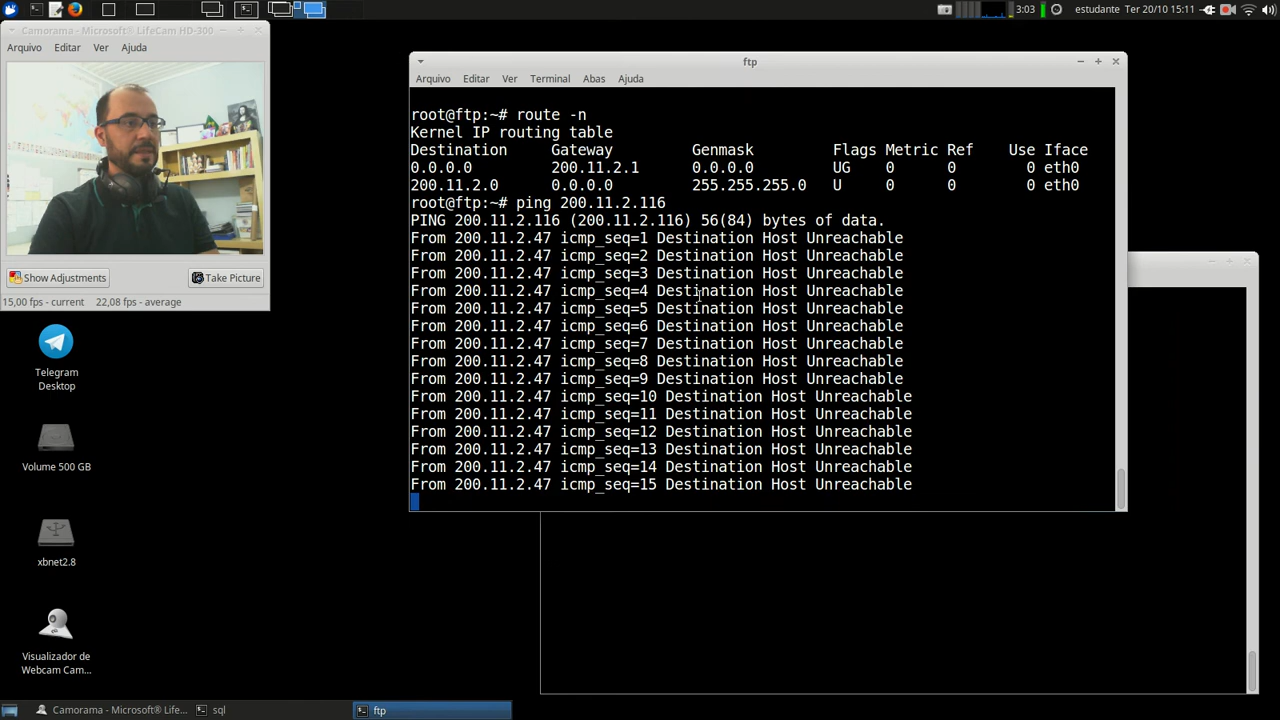 3:03 estudante Ter 20/10 15:11
Camorama - Microsoft® LifeCam HD-300
Arquivo Editar Ver Ajuda
Show Adjustments Take Picture
15,00 fps - current 22,08 fps - average
Telegram
Desktop
Volume 500 GB
xbnet2.8
Visualizador de
Webcam Cam...
ftp
Arquivo Editar Ver Terminal Abas Ajuda
root@ftp:~# route -n
Kernel IP routing table
Destination Gateway Genmask Flags Metric Ref Use Iface
0.0.0.0 200.11.2.1 0.0.0.0 UG 0 0 0 eth0
200.11.2.0 0.0.0.0 255.255.255.0 U 0 0 0 eth0
root@ftp:~# ping 200.11.2.116
PING 200.11.2.116 (200.11.2.116) 56(84) bytes of data.
From 200.11.2.47 icmp_seq=1 Destination Host Unreachable
From 200.11.2.47 icmp_seq=2 Destination Host Unreachable
From 200.11.2.47 icmp_seq=3 Destination Host Unreachable
From 200.11.2.47 icmp_seq=4 Destination Host Unreachable
From 200.11.2.47 icmp_seq=5 Destination Host Unreachable
From 200.11.2.47 icmp_seq=6 Destination Host Unreachable
From 200.11.2.47 icmp_seq=7 Destination Host Unreachable
From 200.11.2.47 icmp_seq=8 Destination Host Unreachable
From 200.11.2.47 icmp_seq=9 Destination Host Unreachable
From 200.11.2.47 icmp_seq=10 Destination Host Unreachable
From 200.11.2.47 icmp_seq=11 Destination Host Unreachable
From 200.11.2.47 icmp_seq=12 Destination Host Unreachable
From 200.11.2.47 icmp_seq=13 Destination Host Unreachable
From 200.11.2.47 icmp_seq=14 Destination Host Unreachable
From 200.11.2.47 icmp_seq=15 Destination Host Unreachable
Camorama - Microsoft® LifeC... sql ftp